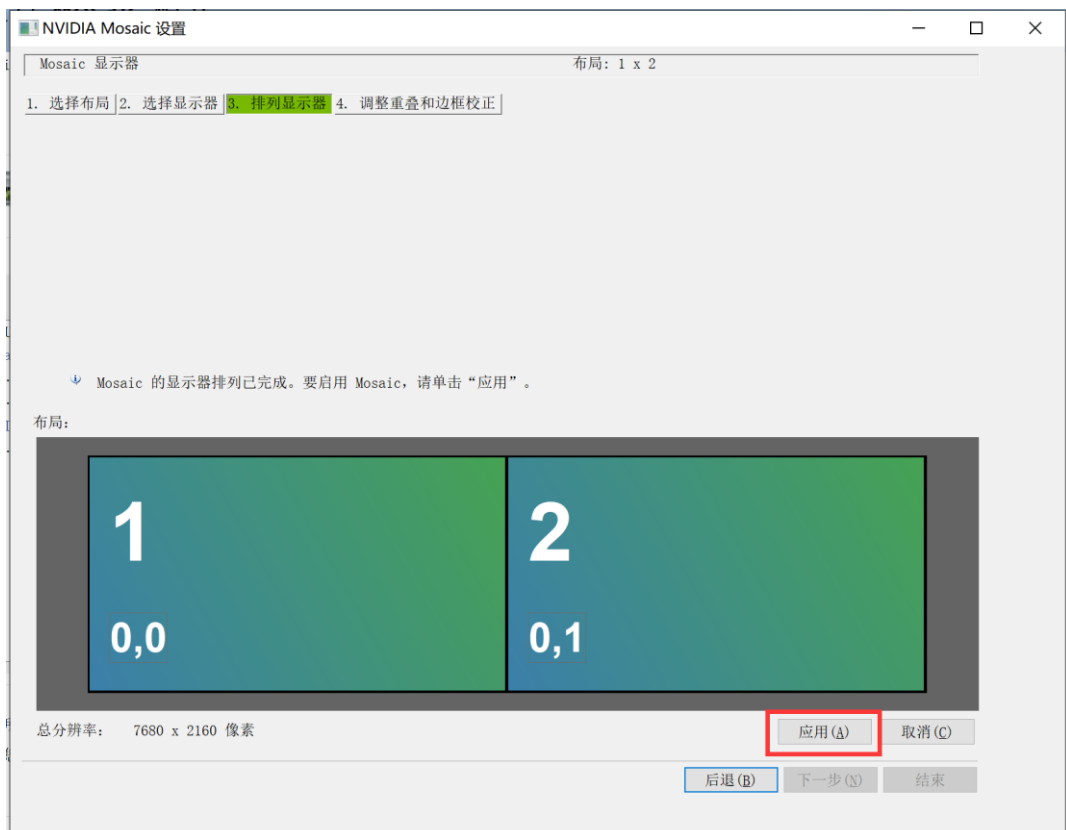 NVIDIA Mosaic 设置
Mosaic 显示器 布局: 1 x 2
1. 选择布局 2. 选择显示器 3. 排列显示器 4. 调整重叠和边框校正
Mosaic 的显示器排列已完成。要启用 Mosaic, 请单击“应用”。
布局:
1 2
0,0 0,1
总分辨率: 7680 x 2160 像素 应用(A) 取消(C)
后退(B) 下一步(N) 结束